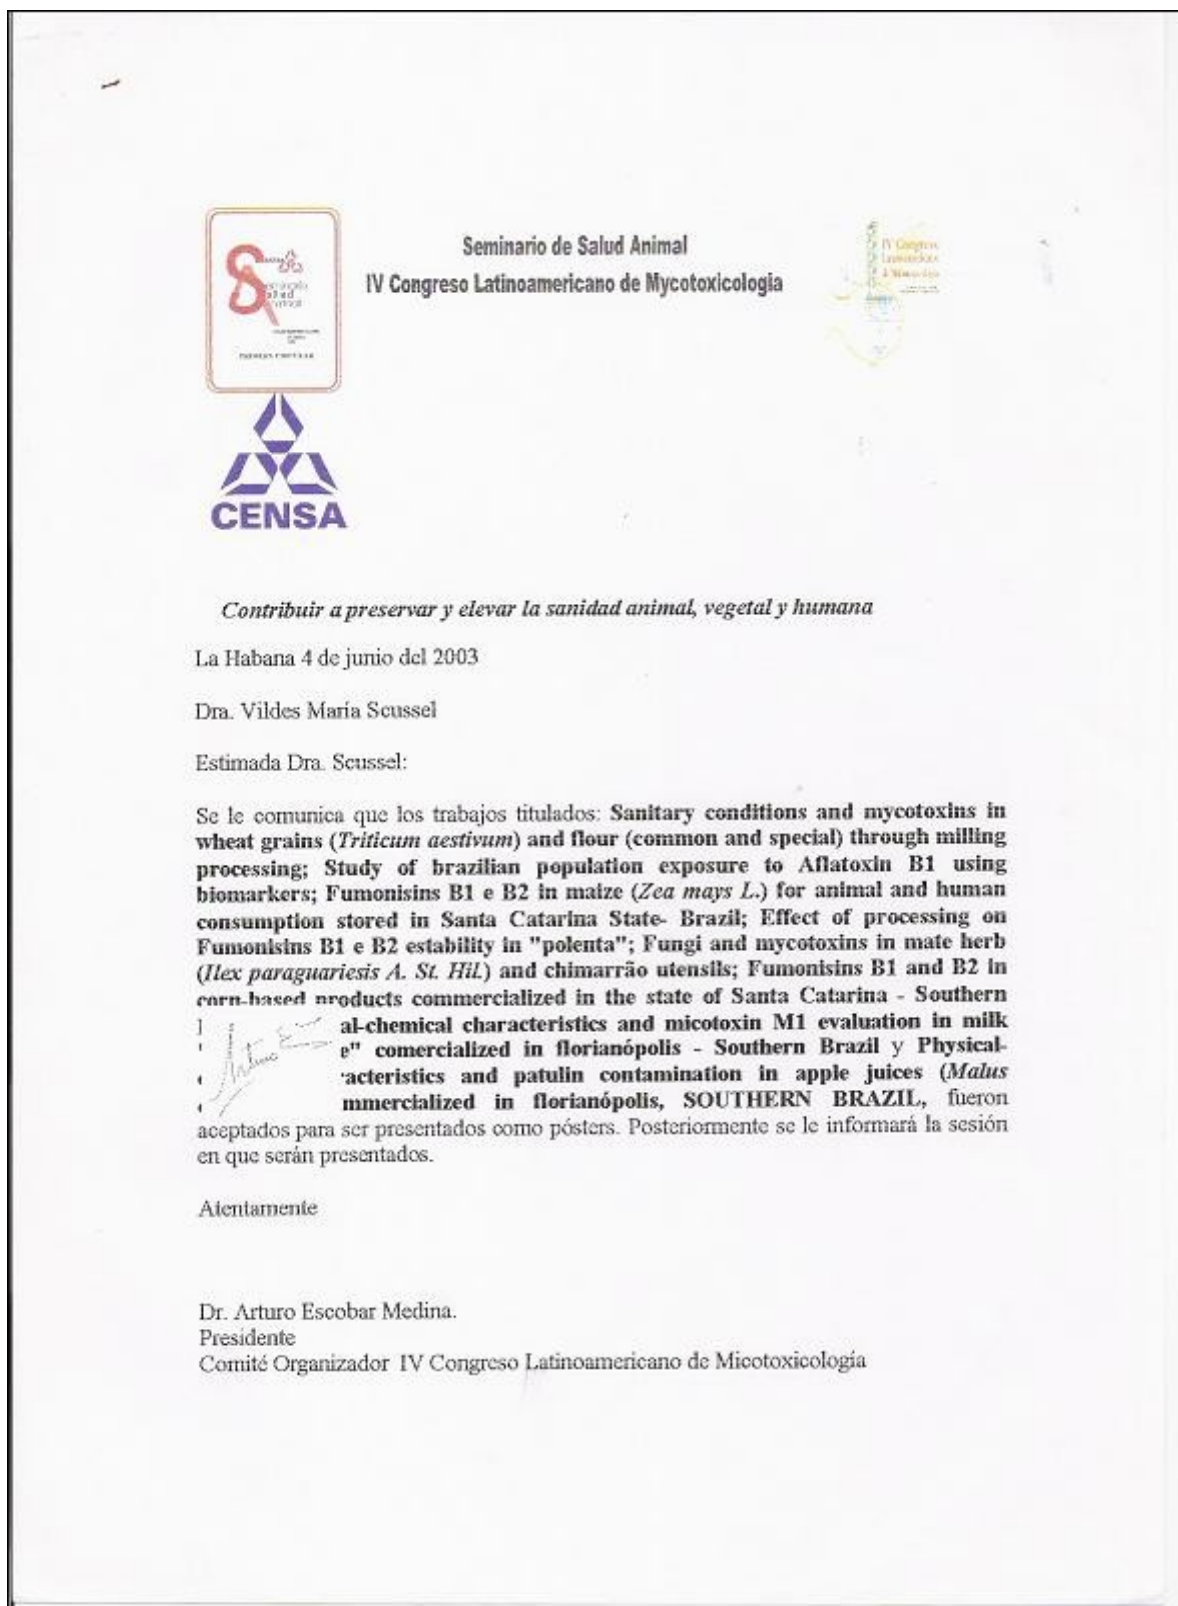 Seminario de Salud Animal
IV Congreso Latinoamericano de Mycotoxicologia
IV Congreso
CENSA
Contribuir a preservar y elevar la sanidad animal, vegetal y humana
La Habana 4 de junio del 2003
Dra. Vildes María Scussel
Estimada Dra. Scussel:
Se le comunica que los trabajos titulados: Sanitary conditions and mycotoxins in
wheat grains (Triticum aestivum) and flour (common and special) through milling
processing; Study of brazilian population exposure to Aflatoxin B1 using
biomarkers; Fumonisins B1 e B2 in maize (Zea mays L.) for animal and human
consumption stored in Santa Catarina State- Brazil; Effect of processing on
Fumonisins B1 e B2 estability in "polenta"; Fungi and mycotoxins in mate herb
(Ilex paraguariesis A. St. Hil.) and chimarrão utensils; Fumonisins B1 and B2 in
corn-based products commercialized in the state of Santa Catarina - Southern
al-chemical characteristics and micotoxin M1 evaluation in milk
e" comercialized in florianópolis - Southern Brazil y Physical-
acteristics and patulin contamination in apple juices (Malus
mmercialized in florianópolis, SOUTHERN BRAZIL, fueron
aceptados para ser presentados como pósters. Posteriormente se le informará la sesión
en que serán presentados.
Atentamente
Dr. Arturo Escobar Medina.
Presidente
Comité Organizador IV Congreso Latinoamericano de Micotoxicología